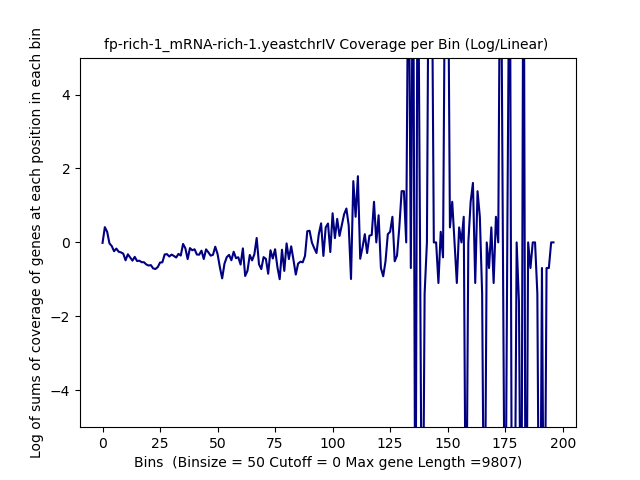 fp-rich-1_mRNA-rich-1.yeastchrIV Coverage per Bin (Log/Linear)
Log of sums of coverage of genes at each position in each bin
4
2
0
−2
−4
0 25 50 75 100 125 150 175 200
Bins  (Binsize = 50 Cutoff = 0 Max gene Length =9807)